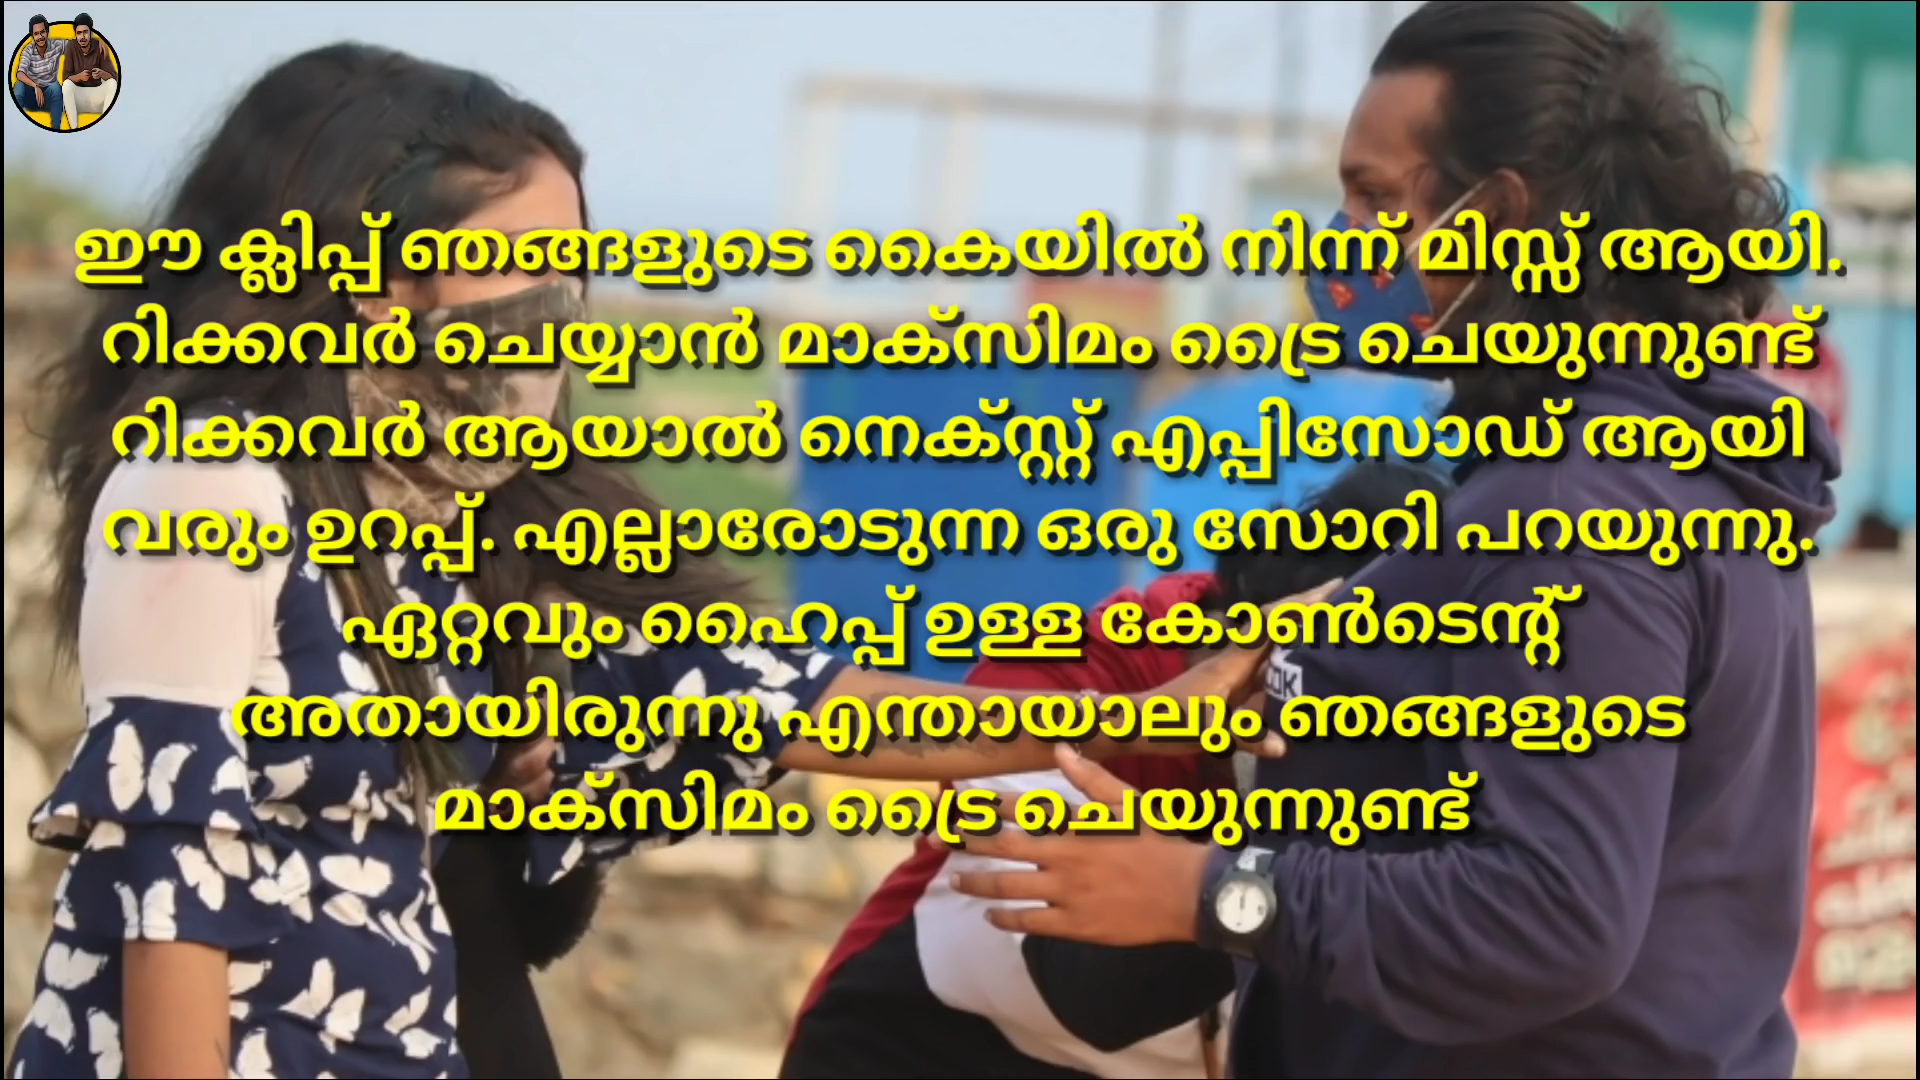 ഈ ക്ലിപ്പ് ഞങ്ങളുടെ കൈയിൽ നിന്ന് മിസ്സ് ആയി.
റിക്കവർ ചെയ്യാൻ മാക്സിമം ട്രൈ ചെയുന്നുണ്ട്
റിക്കവർ ആയാൽ നെക്സ്റ്റ് എപ്പിസോഡ് ആയി
വരും ഉറപ്പ്. എല്ലാരോടുന്ന ഒരു സോറി പറയുന്നു.
ഏറ്റവും ഹൈപ്പ് ഉള്ള കോൺടെന്റ്
അതായിരുന്നു എന്തായാലും ഞങ്ങളുടെ
മാക്സിമം ട്രൈ ചെയുന്നുണ്ട്